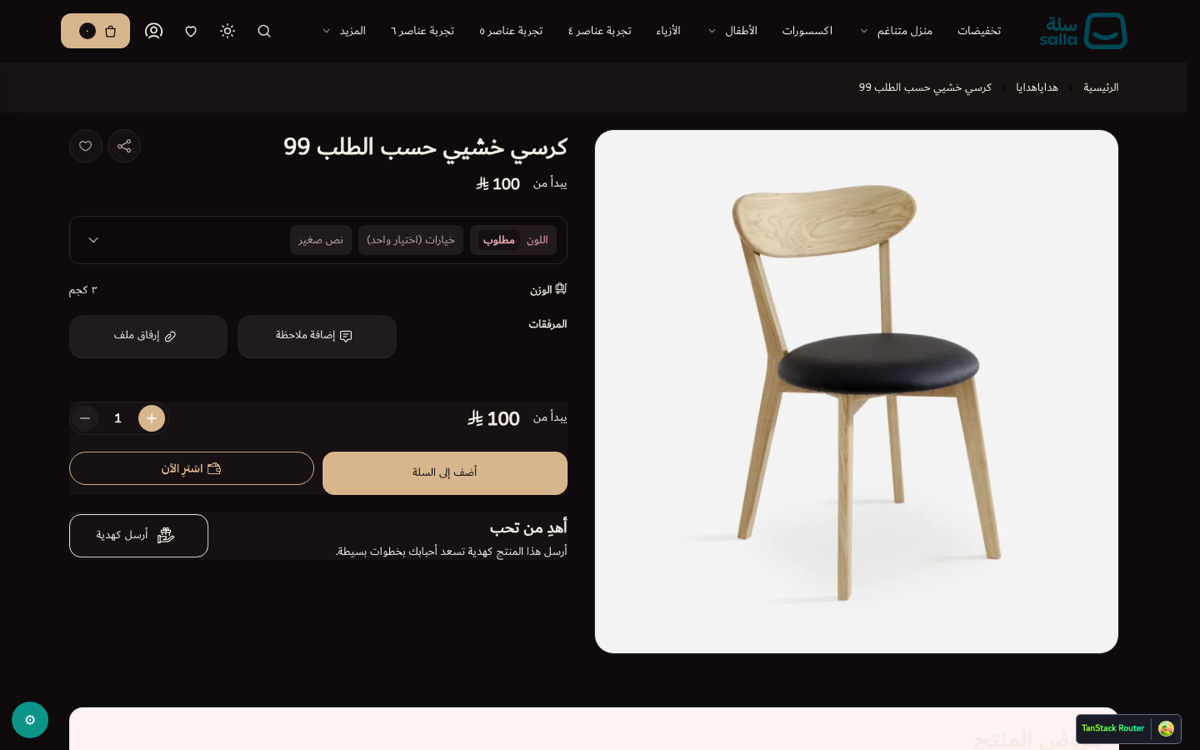 سلة
salla
تخفيضات
منزل متناغم
اكسسورات
الأطفال
الأزياء
تجربة عناصر ٤
تجربة عناصر ٥
تجربة عناصر ٦
المزيد
٠
الرئيسية
هداياهدايا
كرسي خشبي حسب الطلب 99
كرسي خشبي حسب الطلب 99
يبدأ من 100
اللون مطلوب
خيارات (اختيار واحد)
نص صغير
الوزن
٣ كجم
المرفقات
إضافة ملاحظة
إرفاق ملف
يبدأ من 100
1
أضف إلى السلة
اشترِ الآن
أهدِ من تحب
أرسل هذا المنتج كهدية تسعد أحبابك بخطوات بسيطة.
أرسل كهدية
المنتج
TanStack Router